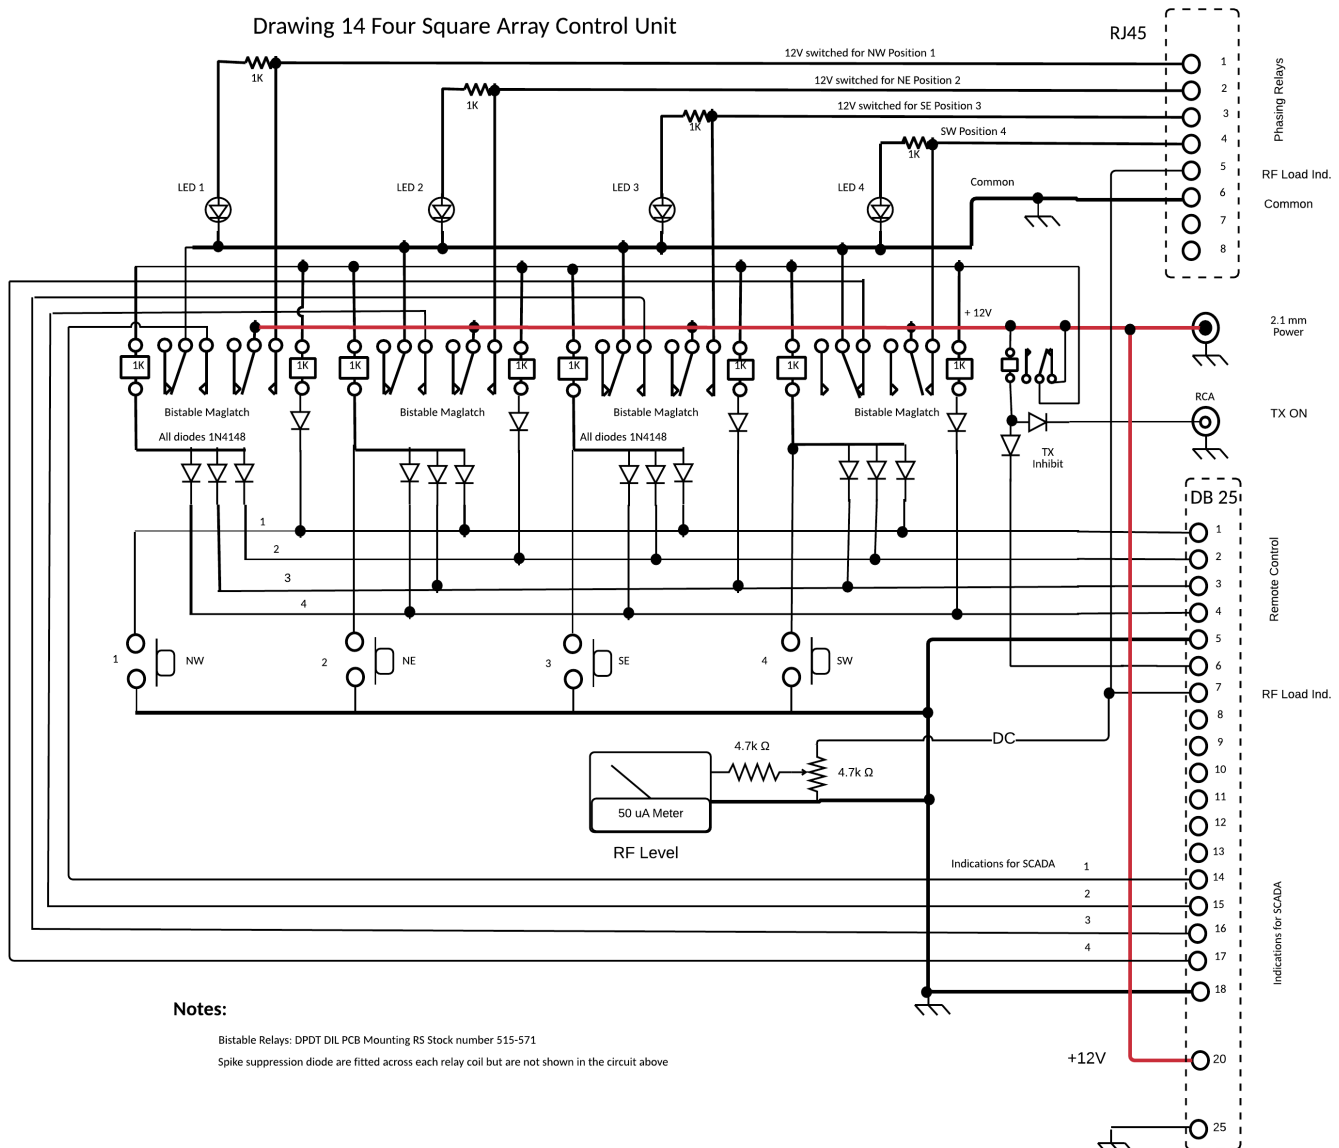 Drawing 14 Four Square Array Control Unit
RJ45
12V switched for NW Position 1
1
1K
12V switched for NE Position 2
2
1K
12V switched for SE Position 3
3
1K
SW Position 4
4
1K
Phasing Relays
5
RF Load Ind.
LED 1
LED 2
LED 3
LED 4
Common
6
Common
7
8
+ 12V
2.1 mm
Power
1K
1K
1K
1K
1K
1K
1K
1K
Bistable Maglatch
Bistable Maglatch
Bistable Maglatch
Bistable Maglatch
RCA
TX ON
All diodes 1N4148
All diodes 1N4148
TX
Inhibit
DB 25
1
1
2
2
3
3
4
4
Remote Control
5
1
NW
2
NE
3
SE
4
SW
6
7
RF Load Ind.
8
DC
9
4.7k Ω
4.7k Ω
10
11
50 uA Meter
12
RF Level
13
Indications for SCADA
1
14
2
15
3
16
4
17
Indications for SCADA
18
Notes:
Bistable Relays: DPDT DIL PCB Mounting RS Stock number 515-571
Spike suppression diode are fitted across each relay coil but are not shown in the circuit above
+12V
20
25